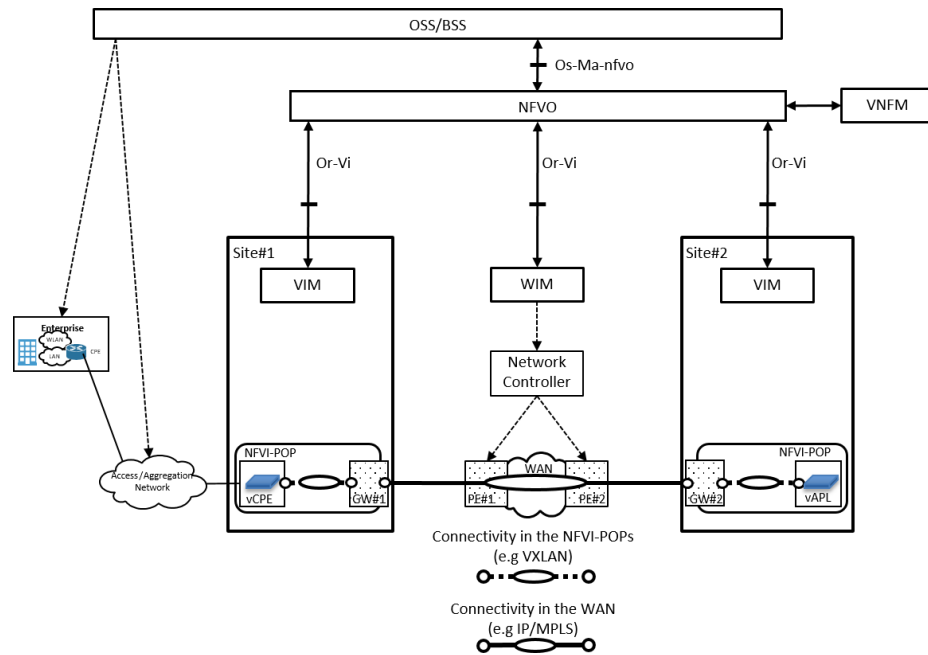 OSS/BSS
Os-Ma-nfvo
NFVO
VNFM
Or-Vi
Or-Vi
Or-Vi
Site#1
VIM
WIM
Site#2
VIM
Enterprise
WLAN
LAN
CPE
Network
Controller
NFVI-POP
vCPE
GW#1
Access/Aggregation
Network
WAN
PE#1
PE#2
NFVI-POP
GW#2
vAPL
Connectivity in the NFVI-POPs
(e.g VXLAN)
Connectivity in the WAN
(e.g IP/MPLS)